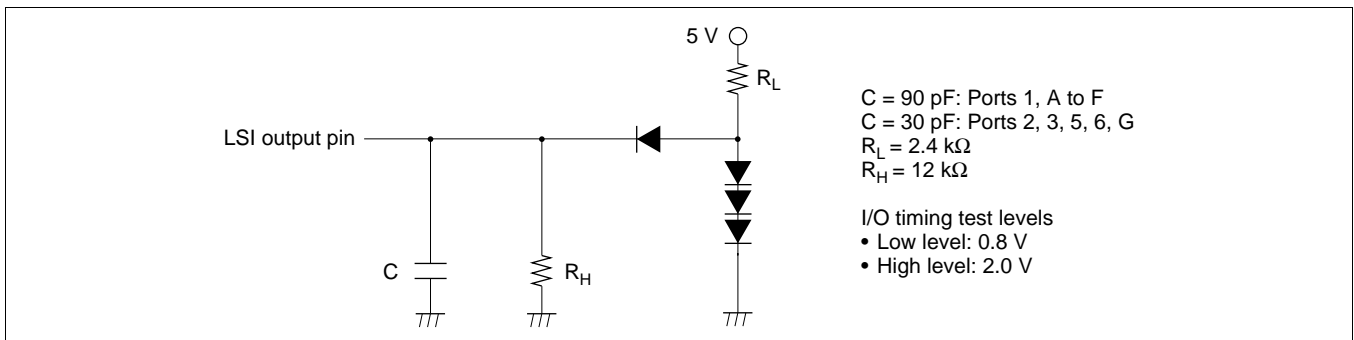 5 V
R_L
LSI output pin
C
R_H
C = 90 pF: Ports 1, A to F
C = 30 pF: Ports 2, 3, 5, 6, G
R_L = 2.4 kΩ
R_H = 12 kΩ
I/O timing test levels
• Low level: 0.8 V
• High level: 2.0 V